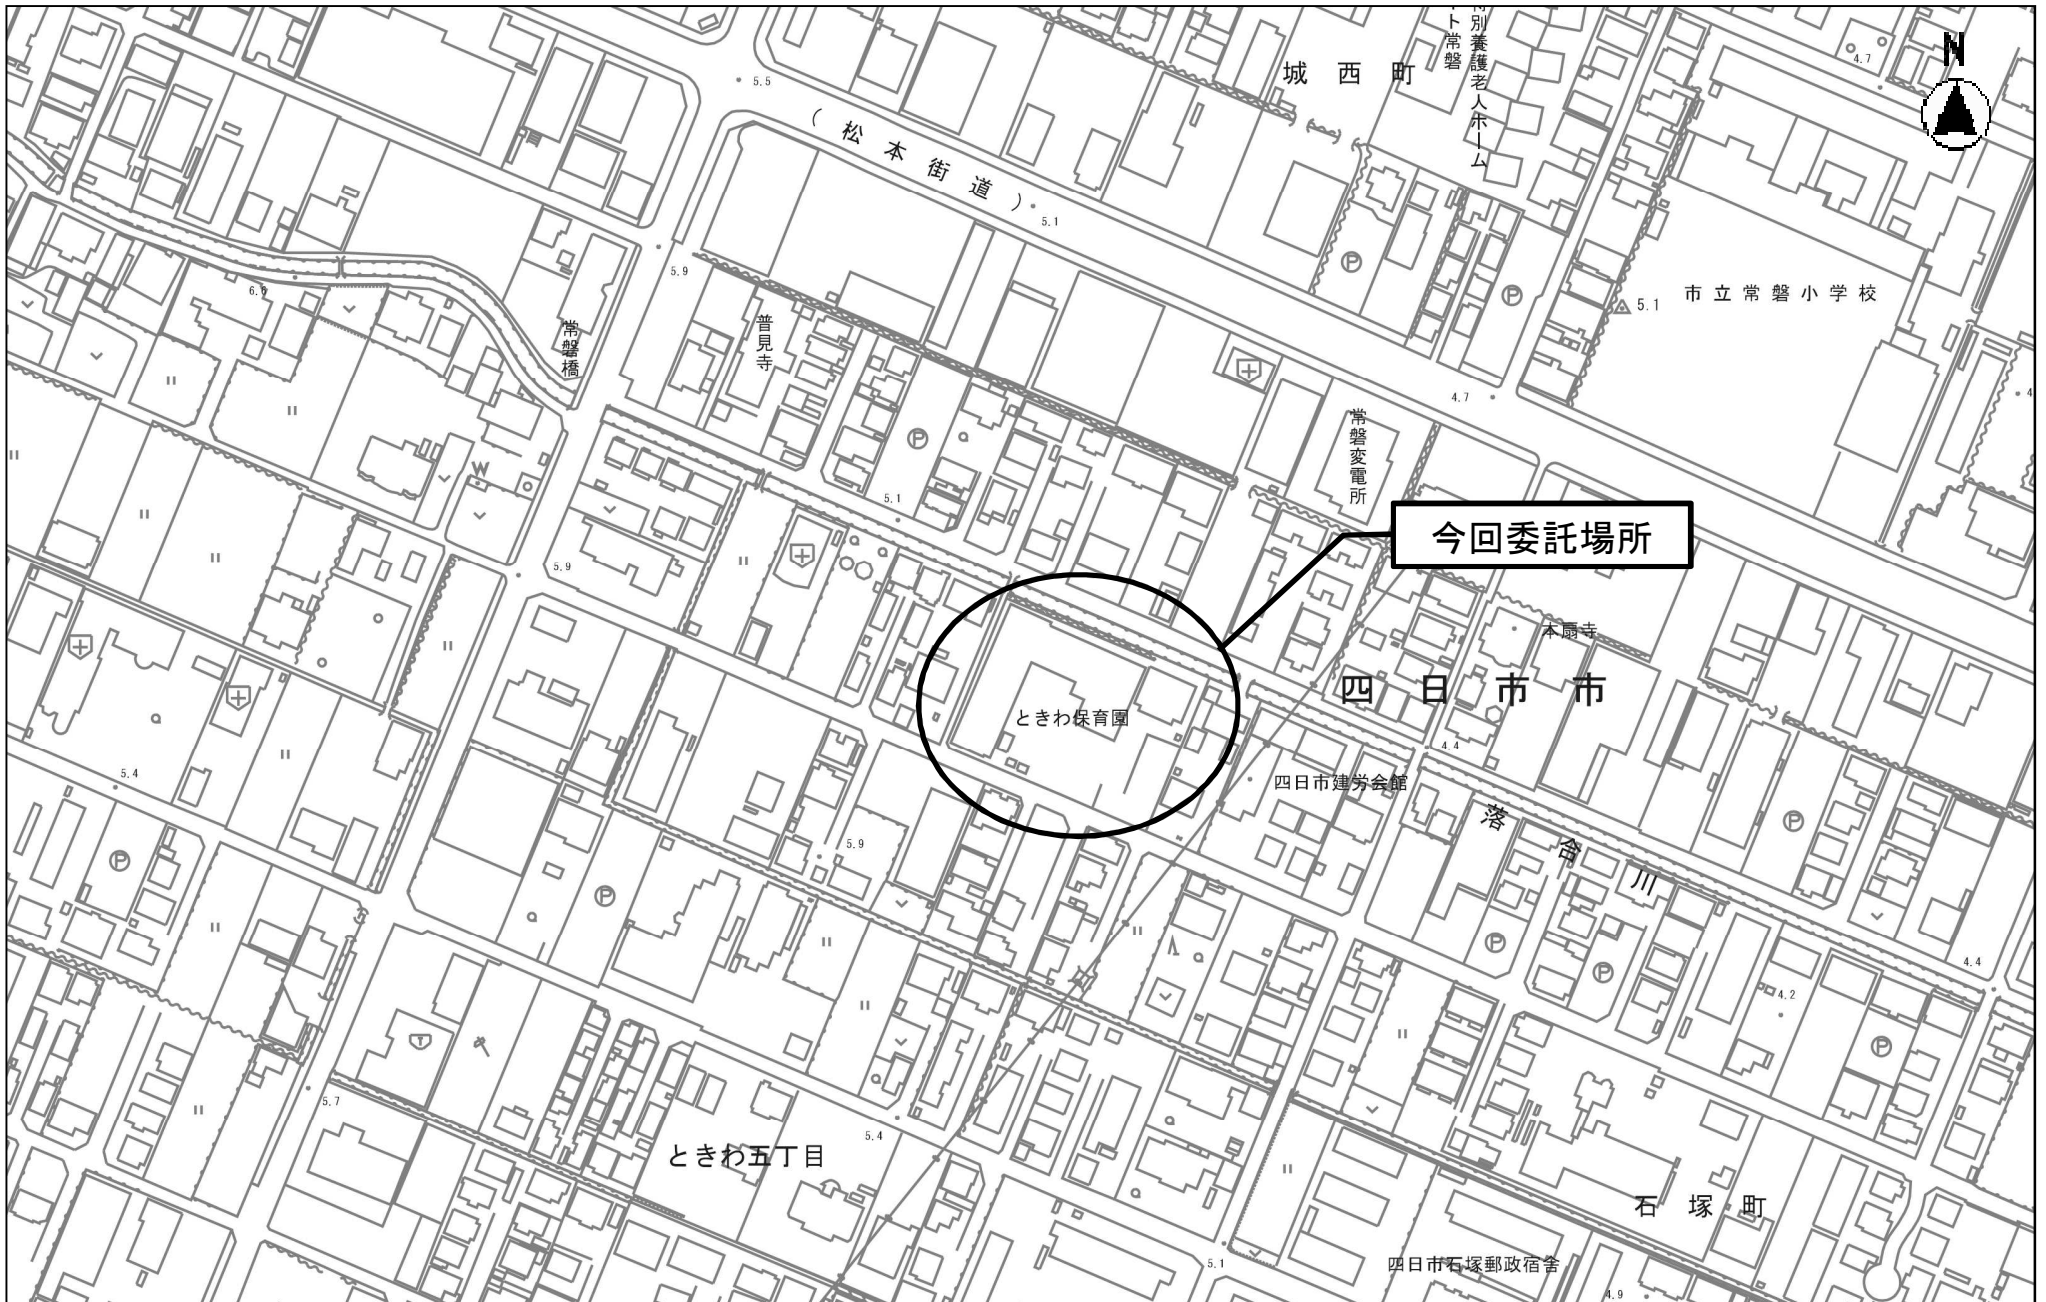 特別養護老人ホーム
ト常磐
城西町
N
4.7
5.5
(松本街道)
5.1
5.9
6.6
常磐橋
普見寺
P
P
5.1
市立常磐小学校
4.7
4
常磐変電所
P
W
5.1
5.9
今回委託場所
本扇寺
四日市市
ときわ保育園
4.4
四日市建労会館
5.4
落合川
P
5.9
P
P
P
P
4.4
4.2
P
5.7
5.4
ときわ五丁目
石塚町
5.1
四日市石塚郵政宿舎
4.9